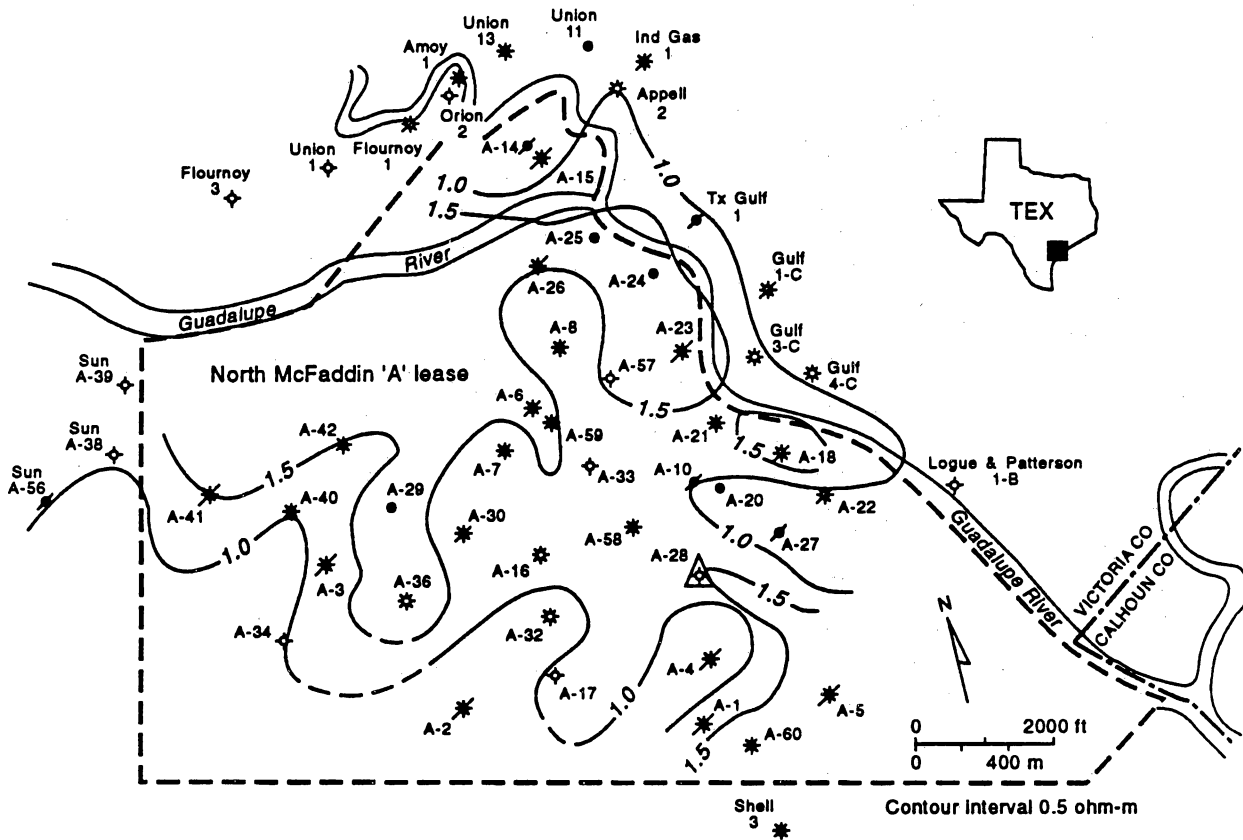 Union
11
Union
13
Ind Gas
1
Amoy
1
Appell
2
Orion
2
Union
1
Flournoy
1
A-14
A-15
Flournoy
3
1.0
1.0
Tx Gulf
1
TEX
1.5
A-25
River
A-24
Gulf
1-C
A-26
Guadalupe
A-8
A-23
Gulf
3-C
Sun
A-39
North McFaddin 'A' lease
A-57
Gulf
4-C
1.5
A-6
A-59
A-21
A-42
Sun
A-38
A-7
A-33
1.5
A-18
A-10
Logue & Patterson
1-B
Sun
A-56
1.5
A-29
A-20
A-22
A-41
A-40
A-30
A-58
1.0
A-27
Guadalupe River
1.0
A-16
A-28
A-3
A-36
1.5
VICTORIA CO
CALHOUN CO
N
A-32
A-34
A-4
A-17
1.0
A-2
A-1
A-5
A-60
1.5
0 2000 ft
0 400 m
Shell
3
Contour Interval 0.5 ohm-m